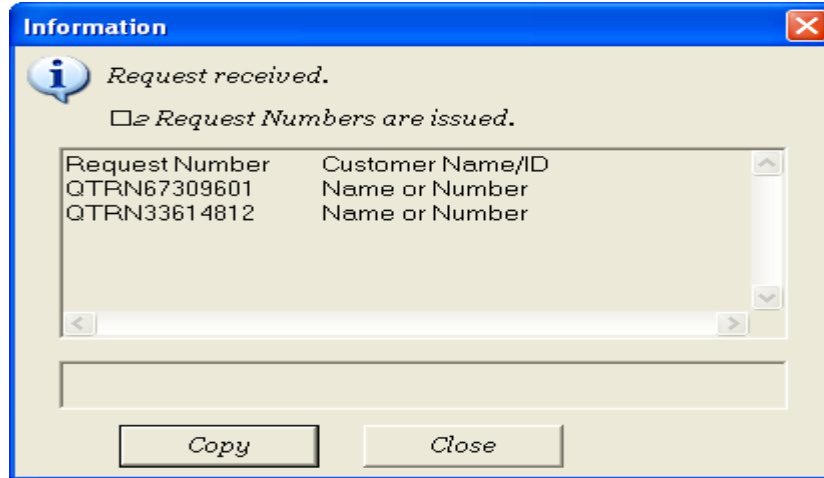 Information
Request received.
□2 Request Numbers are issued.
Request Number Customer Name/ID
QTRN67309601 Name or Number
QTRN33614812 Name or Number
Copy Close